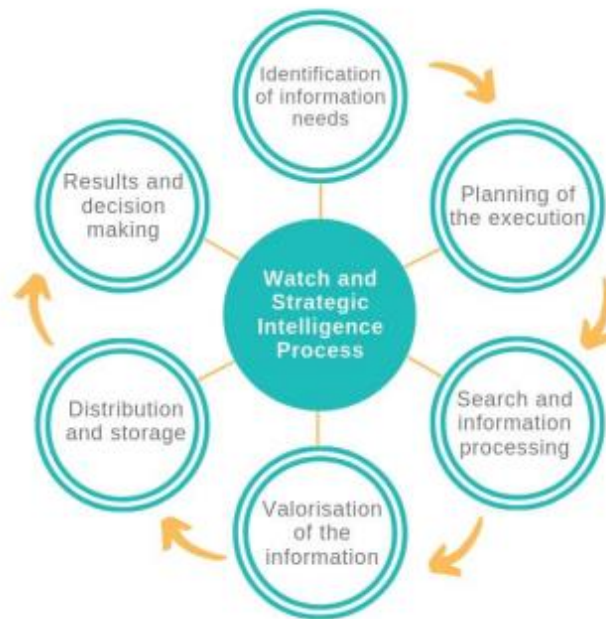 Identification
of information
needs
Planning of
the execution
Search and
information
processing
Valorisation
of the
information
Distribution
and storage
Results and
decision
making
Watch and
Strategic
Intelligence
Process